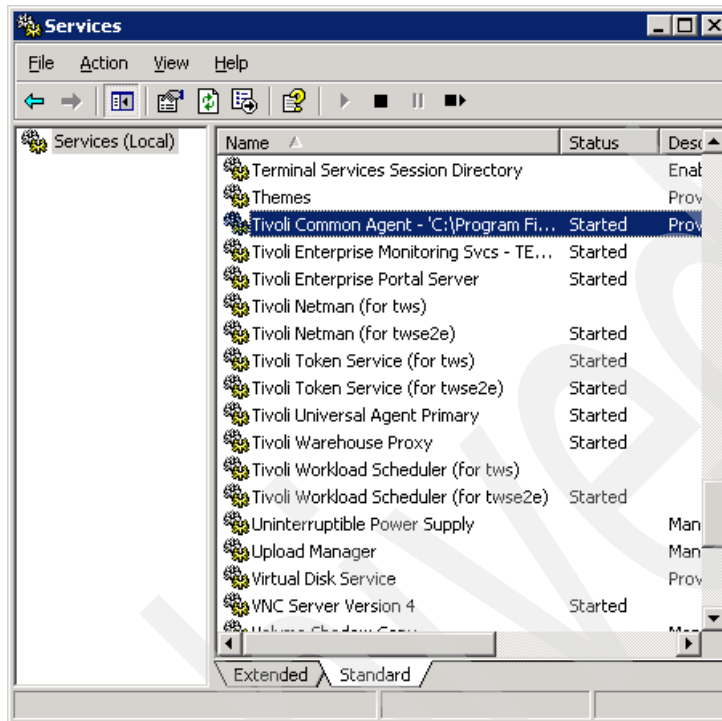 Services
File Action View Help
Services (Local)
Name Status Desc
Terminal Services Session Directory Enab
Themes Prov
Tivoli Common Agent - 'C:\Program Fi... Started Prov
Tivoli Enterprise Monitoring Svcs - TE... Started
Tivoli Enterprise Portal Server Started
Tivoli Netman (for tws)
Tivoli Netman (for twse2e) Started
Tivoli Token Service (for tws) Started
Tivoli Token Service (for twse2e) Started
Tivoli Universal Agent Primary Started
Tivoli Warehouse Proxy Started
Tivoli Workload Scheduler (for tws)
Tivoli Workload Scheduler (for twse2e) Started
Uninterruptible Power Supply Man
Upload Manager Man
Virtual Disk Service Prov
VNC Server Version 4 Started
Volume Shadow Copy
Extended Standard